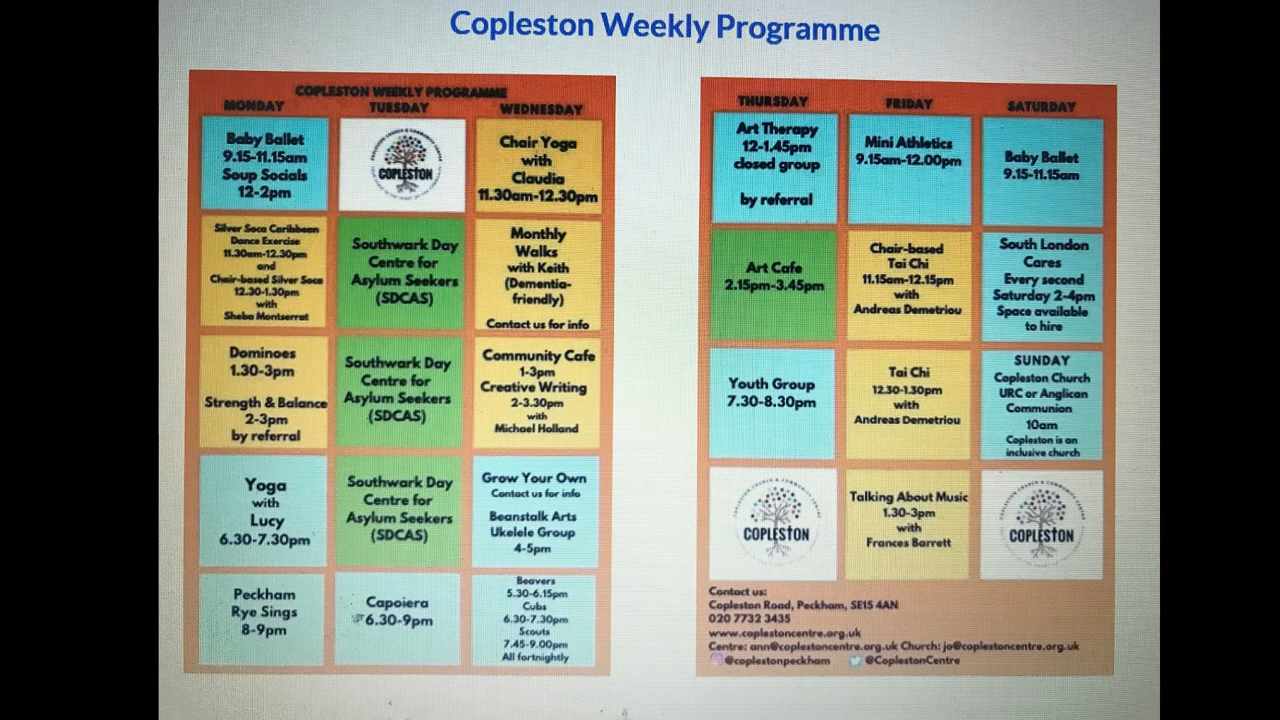 Copleston Weekly Programme
COPLESTON WEEKLY PROGRAMME
MONDAY
Baby Ballet
9.15-11.15am
Soup Socials
12-2pm
Silver Soca Caribbean
Dance Exercise
11.30am-12.30pm
and
Chair-based Silver Soca
12.30-1.30pm
with
Sheba Montserrat
Dominoes
1.30-3pm
Strength & Balance
2-3pm
by referral
Yoga
with
Lucy
6.30-7.30pm
Peckham
Rye Sings
8-9pm
TUESDAY
COPLESTON
Southwark Day
Centre for
Asylum Seekers
(SDCAS)
Southwark Day
Centre for
Asylum Seekers
(SDCAS)
Southwark Day
Centre for
Asylum Seekers
(SDCAS)
Capoiera
6.30-9pm
WEDNESDAY
Chair Yoga
with
Claudia
11.30am-12.30pm
Monthly
Walks
with Keith
(Dementia-
friendly)
Contact us for info
Community Cafe
1-3pm
Creative Writing
2-3.30pm
with
Michael Holland
Grow Your Own
Contact us for info
Beanstalk Arts
Ukelele Group
4-5pm
Beavers
5.30-6.15pm
Cubs
6.30-7.30pm
Scouts
7.45-9.00pm
All fortnightly
THURSDAY
Art Therapy
12-1.45pm
closed group
by referral
Art Cafe
2.15pm-3.45pm
Youth Group
7.30-8.30pm
COPLESTON
FRIDAY
Mini Athletics
9.15am-12.00pm
Chair-based
Tai Chi
11.15am-12.15pm
with
Andreas Demetriou
Tai Chi
12.30-1.30pm
with
Andreas Demetriou
Talking About Music
1.30-3pm
with
Frances Barrett
SATURDAY
Baby Ballet
9.15-11.15am
South London
Cares
Every second
Saturday 2-4pm
Space available
to hire
SUNDAY
Copleston Church
URC or Anglican
Communion
10am
Copleston is an
inclusive church
COPLESTON
Contact us:
Copleston Road, Peckham, SE15 4AN
020 7732 3435
www.coplestoncentre.org.uk
Centre: ann@coplestoncentre.org.uk Church: jo@coplestoncentre.org.uk
@coplestonpeckham @CoplestonCentre